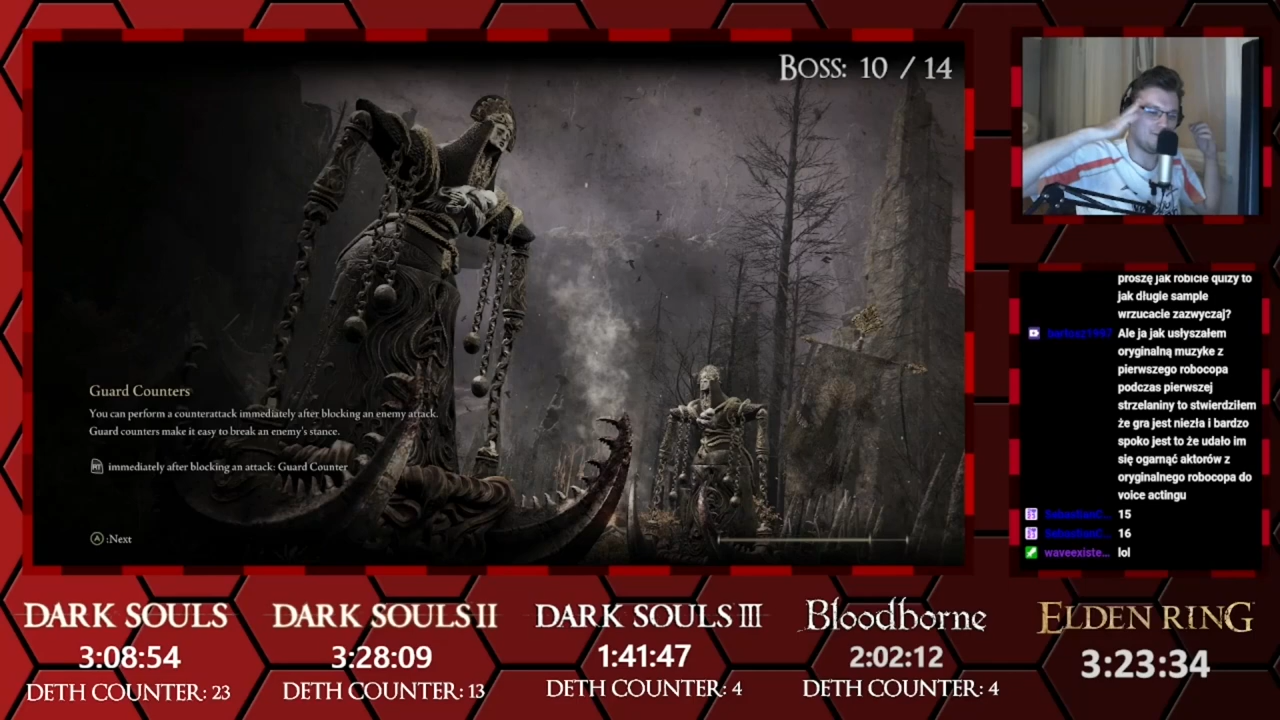 BOSS: 10 / 14
Guard Counters
You can perform a counterattack immediately after blocking an enemy attack.
Guard counters make it easy to break an enemy's stance.
RT immediately after blocking an attack: Guard Counter
A :Next
proszę jak robicie quizy to
jak długie sample
wrzucacie zazwyczaj?
bartosz1997 Ale ja jak usłyszałem
oryginalną muzyke z
pierwszego robocopa
podczas pierwszej
strzelaniny to stwierdziłem
że gra jest niezła i bardzo
spoko jest to że udało im
się ogarnąć aktorów z
oryginalnego robocopa do
voice actingu
SebastianC... 15
SebastianC... 16
waveexiste... lol
DARK SOULS
3:08:54
DETH COUNTER: 23
DARK SOULS II
3:28:09
DETH COUNTER: 13
DARK SOULS III
1:41:47
DETH COUNTER: 4
Bloodborne
2:02:12
DETH COUNTER: 4
ELDEN RING
3:23:34